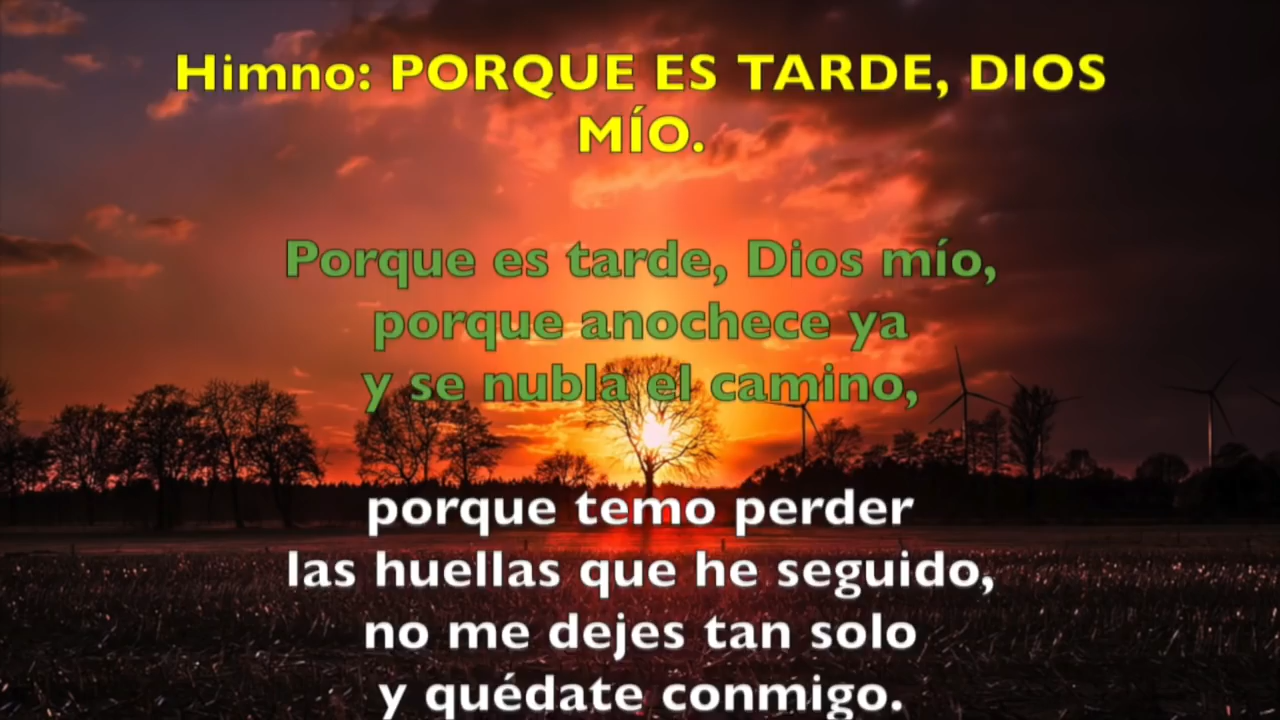 Himno: PORQUE ES TARDE, DIOS
MÍO.
Porque es tarde, Dios mío,
porque anochece ya
y se nubla el camino,
porque temo perder
las huellas que he seguido,
no me dejes tan solo
y quédate conmigo.